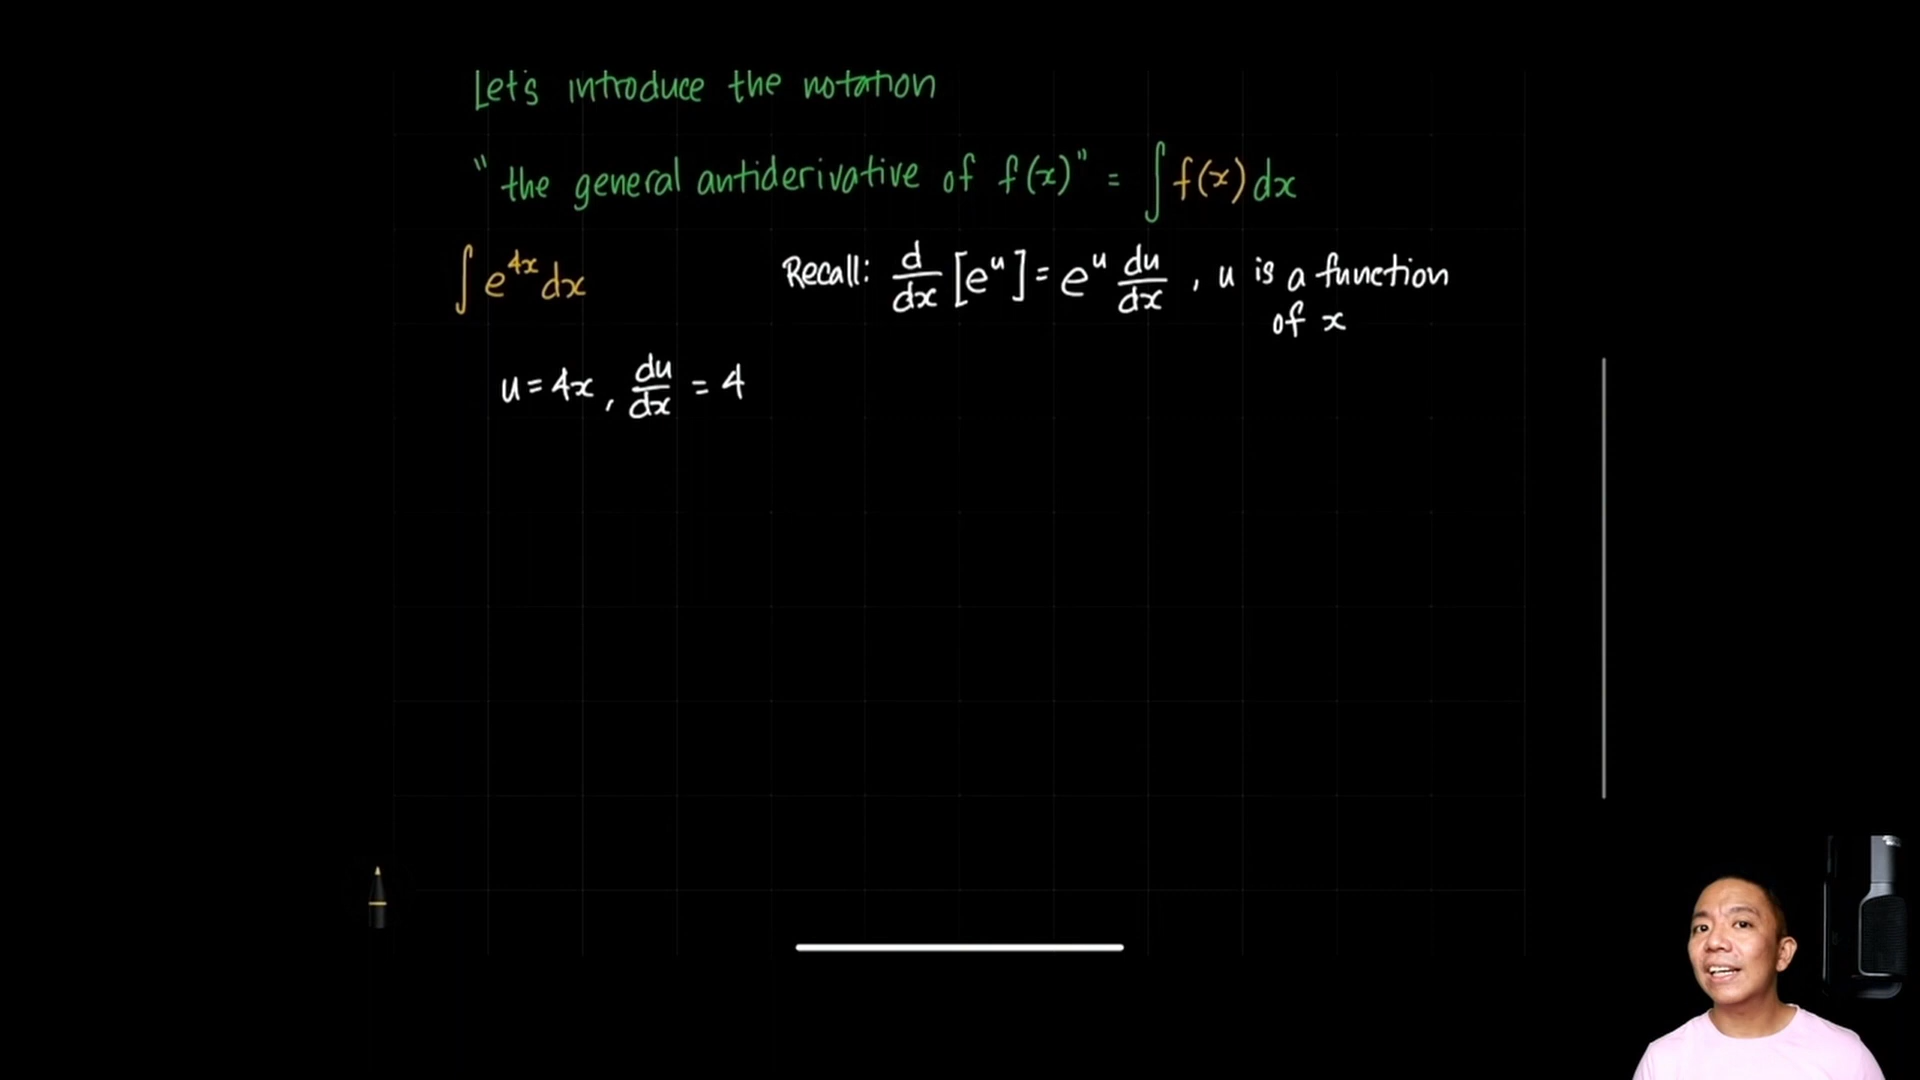 Let's introduce the notation
"the general antiderivative of f(x)" = ∫ f(x) dx
∫ e^{4x} dx
Recall: d/dx [e^u] = e^u du/dx , u is a function
of x
u = 4x, du/dx = 4